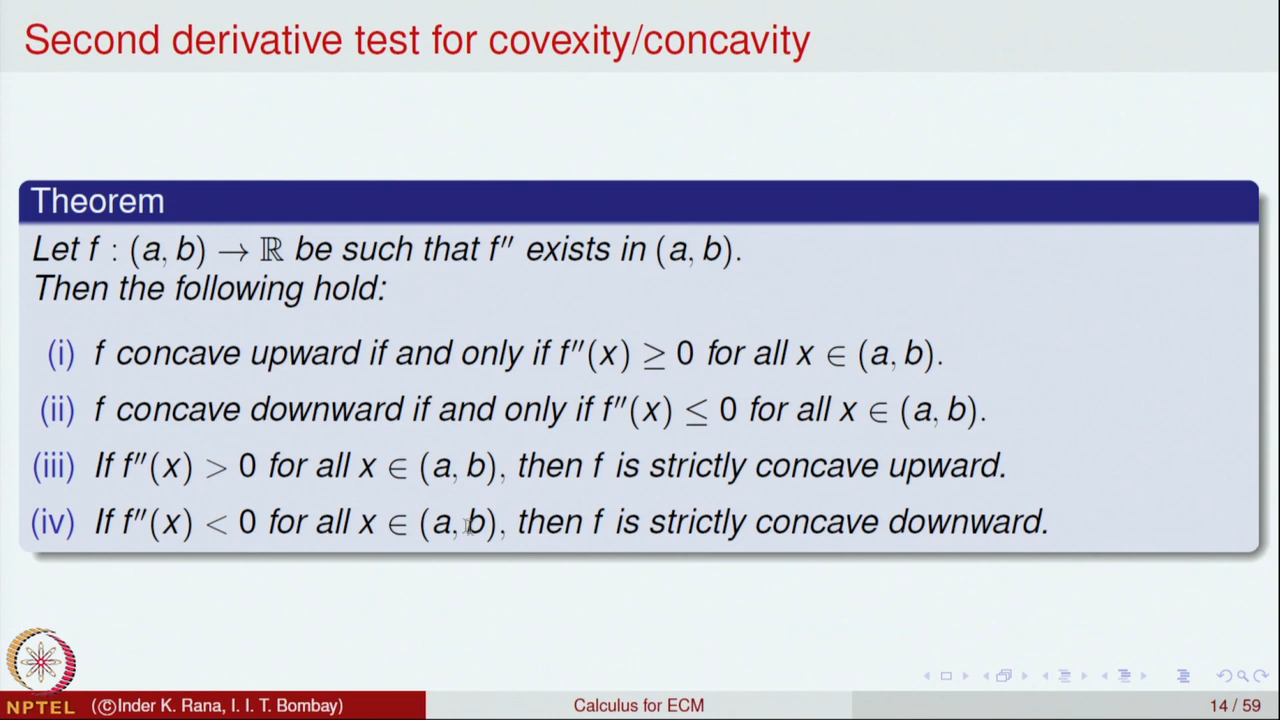 Second derivative test for covexity/concavity
Theorem
Let f : (a, b) → ℝ be such that f″ exists in (a, b).
Then the following hold:
(i) f concave upward if and only if f″(x) ≥ 0 for all x ∈ (a, b).
(ii) f concave downward if and only if f″(x) ≤ 0 for all x ∈ (a, b).
(iii) If f″(x) > 0 for all x ∈ (a, b), then f is strictly concave upward.
(iv) If f″(x) < 0 for all x ∈ (a, b), then f is strictly concave downward.
NPTEL (©Inder K. Rana, I. I. T. Bombay) Calculus for ECM 14 / 59